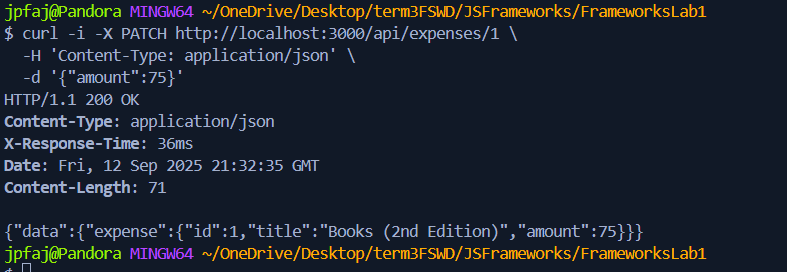 jpfaj@Pandora MINGW64 ~/OneDrive/Desktop/term3FSWD/JSFrameworks/FrameworksLab1
$ curl -i -X PATCH http://localhost:3000/api/expenses/1 \
  -H 'Content-Type: application/json' \
  -d '{"amount":75}'
HTTP/1.1 200 OK
Content-Type: application/json
X-Response-Time: 36ms
Date: Fri, 12 Sep 2025 21:32:35 GMT
Content-Length: 71

{"data":{"expense":{"id":1,"title":"Books (2nd Edition)","amount":75}}}
jpfaj@Pandora MINGW64 ~/OneDrive/Desktop/term3FSWD/JSFrameworks/FrameworksLab1
$